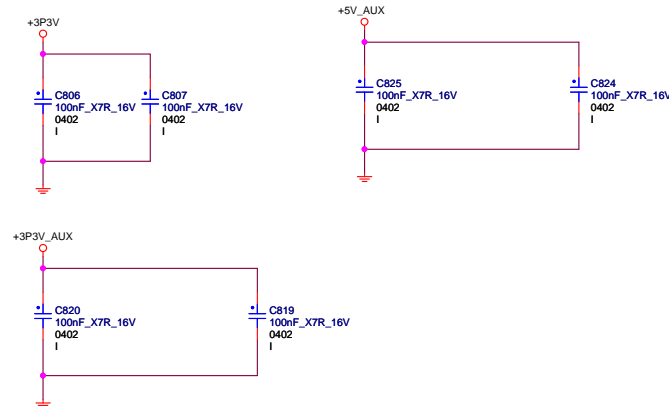 +3P3V
C806
100nF_X7R_16V
0402
I
C807
100nF_X7R_16V
0402
I
+5V_AUX
C825
100nF_X7R_16V
0402
I
C824
100nF_X7R_16V
0402
I
+3P3V_AUX
C820
100nF_X7R_16V
0402
I
C819
100nF_X7R_16V
0402
I